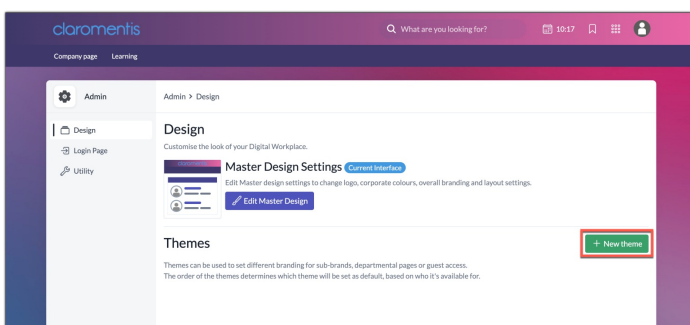 claromentis
What are you looking for?
10:17
Company page Learning
Admin
Admin > Design
Design
Login Page
Utility
Design
Customise the look of your Digital Workplace.
Master Design Settings Current Interface
Edit Master design settings to change logo, corporate colours, overall branding and layout settings.
Edit Master Design
Themes
+ New theme
Themes can be used to set different branding for sub-brands, departmental pages or guest access.
The order of the themes determines which theme will be set as default, based on who it's available for.